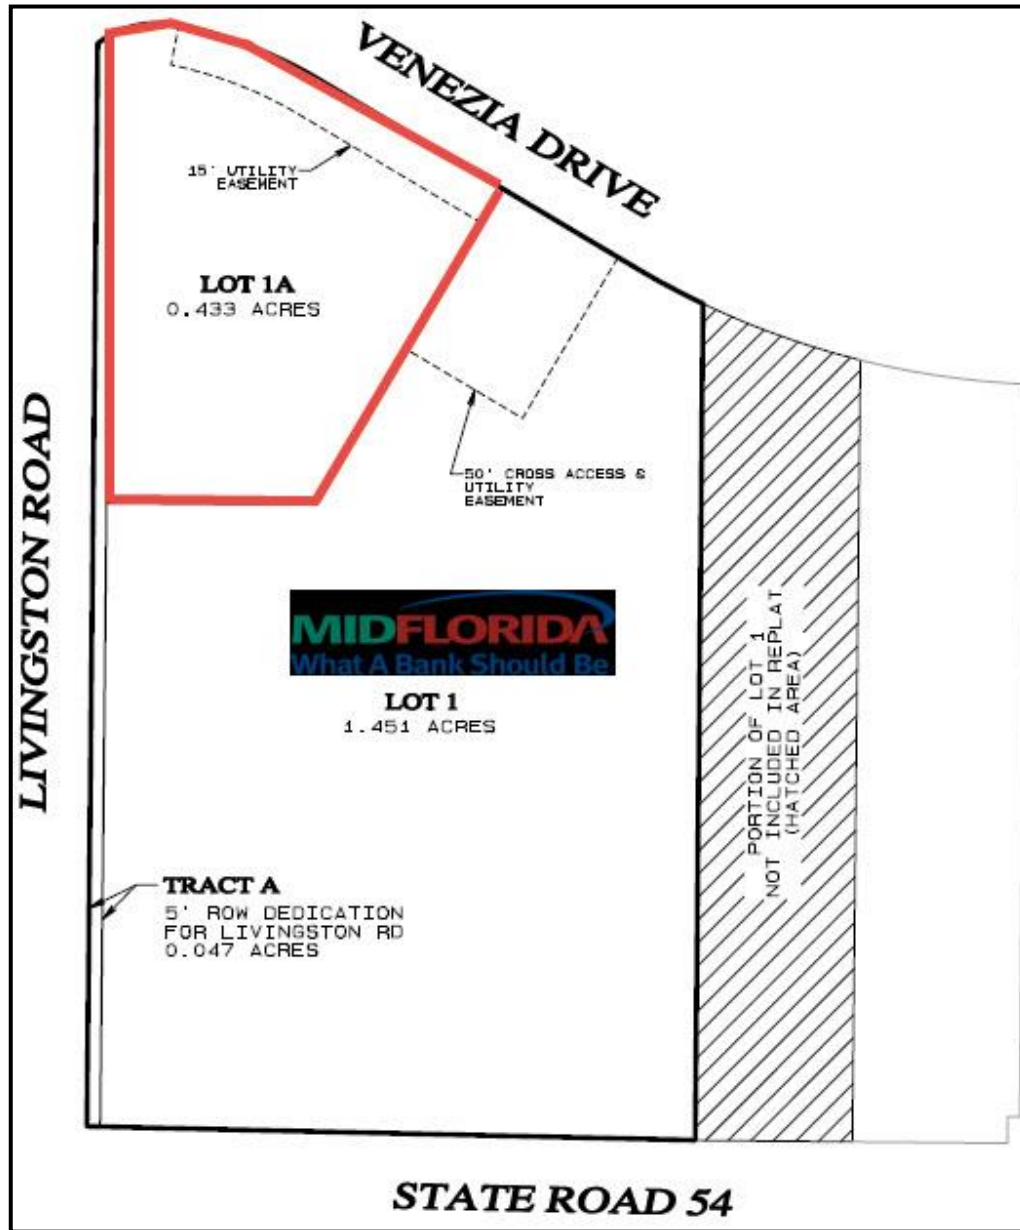 VENEZIA DRIVE
15' UTILITY
EASEMENT
LOT 1A
0.433 ACRES
LIVINGSTON ROAD
50' CROSS ACCESS &
UTILITY
EASEMENT
MIDFLORIDA
What A Bank Should Be
LOT 1
1.451 ACRES
PORTION OF LOT 1
NOT INCLUDED IN REPLAT
(HATCHED AREA)
TRACT A
5' ROW DEDICATION
FOR LIVINGSTON RD
0.047 ACRES
STATE ROAD 54